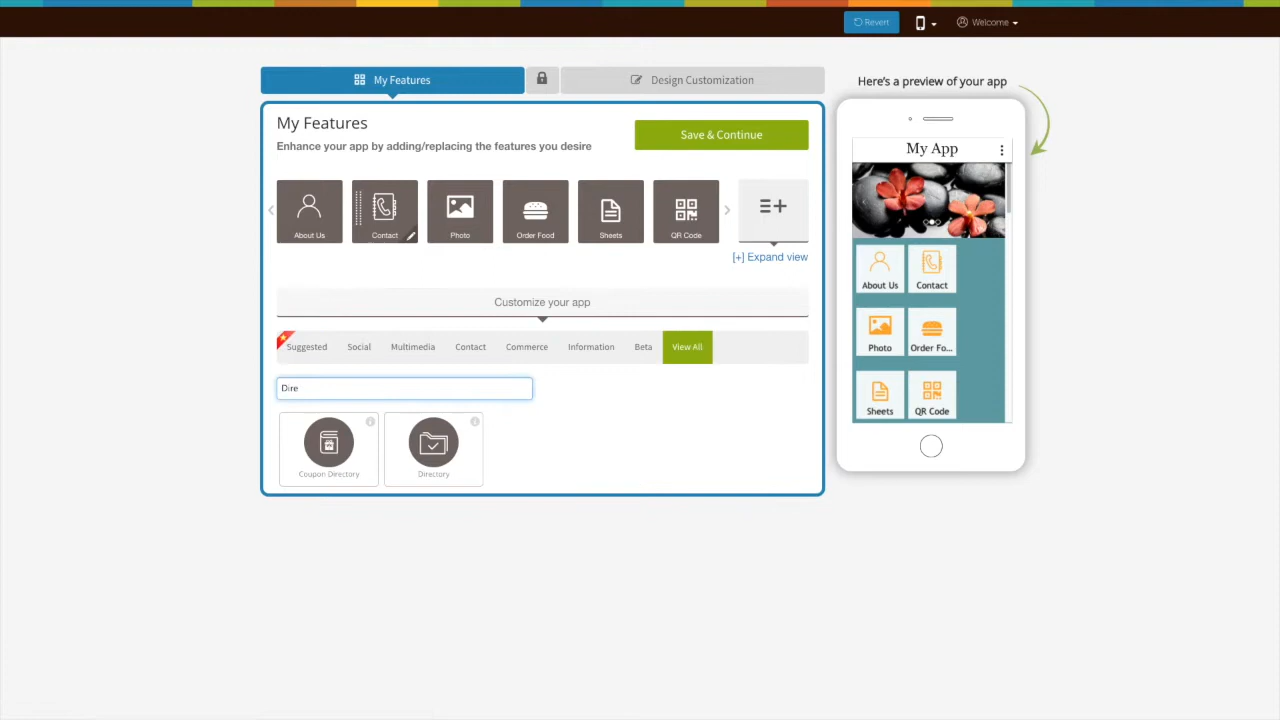 Revert
Welcome
My Features
Design Customization
Here's a preview of your app
My Features
Save & Continue
Enhance your app by adding/replacing the features you desire
About Us
Contact
Photo
Order Food
Sheets
QR Code
[+] Expand view
Customize your app
Suggested
Social
Multimedia
Contact
Commerce
Information
Beta
View All
Dire
Coupon Directory
Directory
My App
About Us
Contact
Photo
Order Fo...
Sheets
QR Code